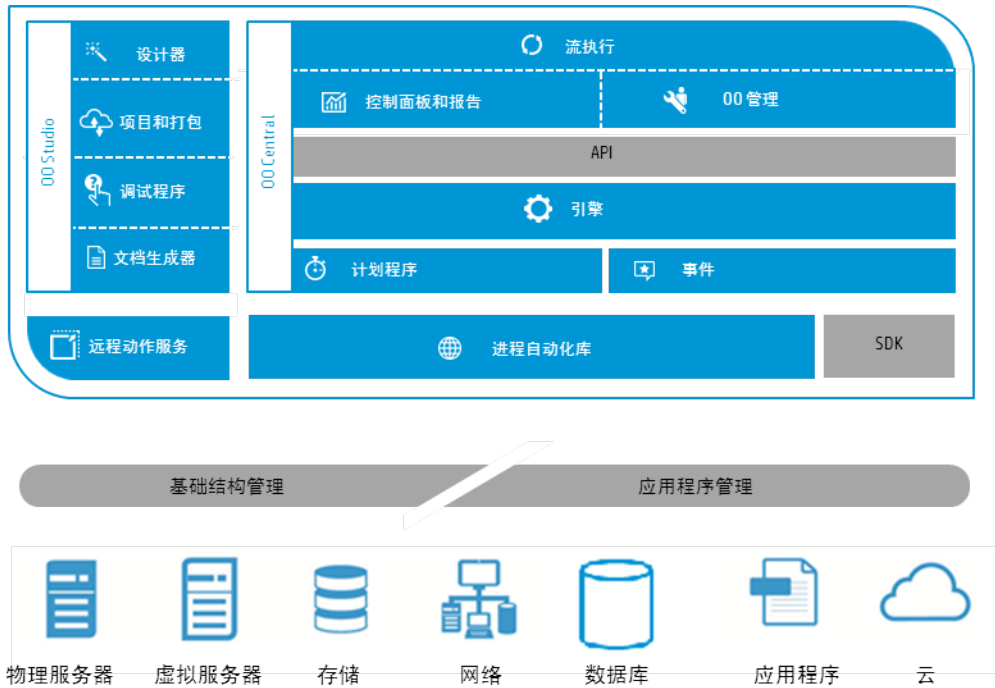 OO Studio
设计器
项目和打包
调试程序
文档生成器
远程动作服务
OO Central
流执行
控制面板和报告
OO 管理
API
引擎
计划程序
事件
进程自动化库
SDK
基础结构管理
应用程序管理
物理服务器
虚拟服务器
存储
网络
数据库
应用程序
云